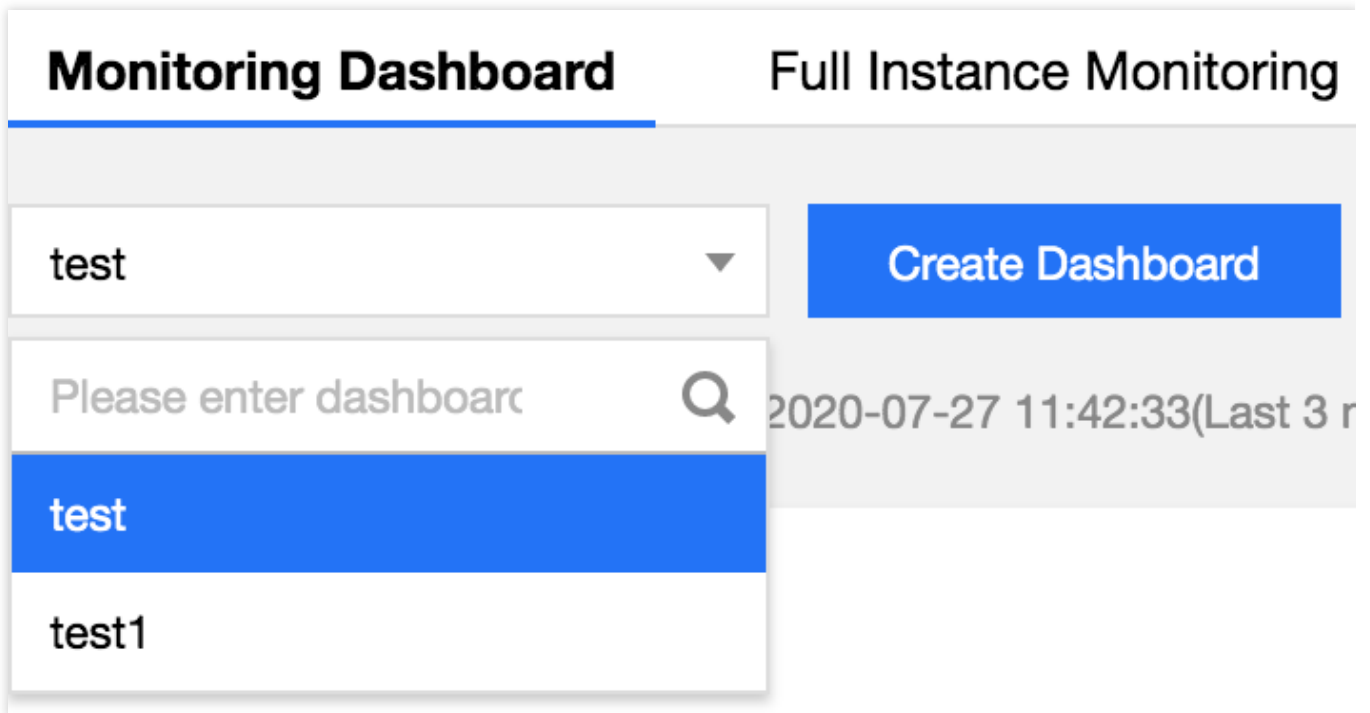 Monitoring Dashboard Full Instance Monitoring
test Create Dashboard
Please enter
2020-07-27 11:42:33(Last 3
test
test1